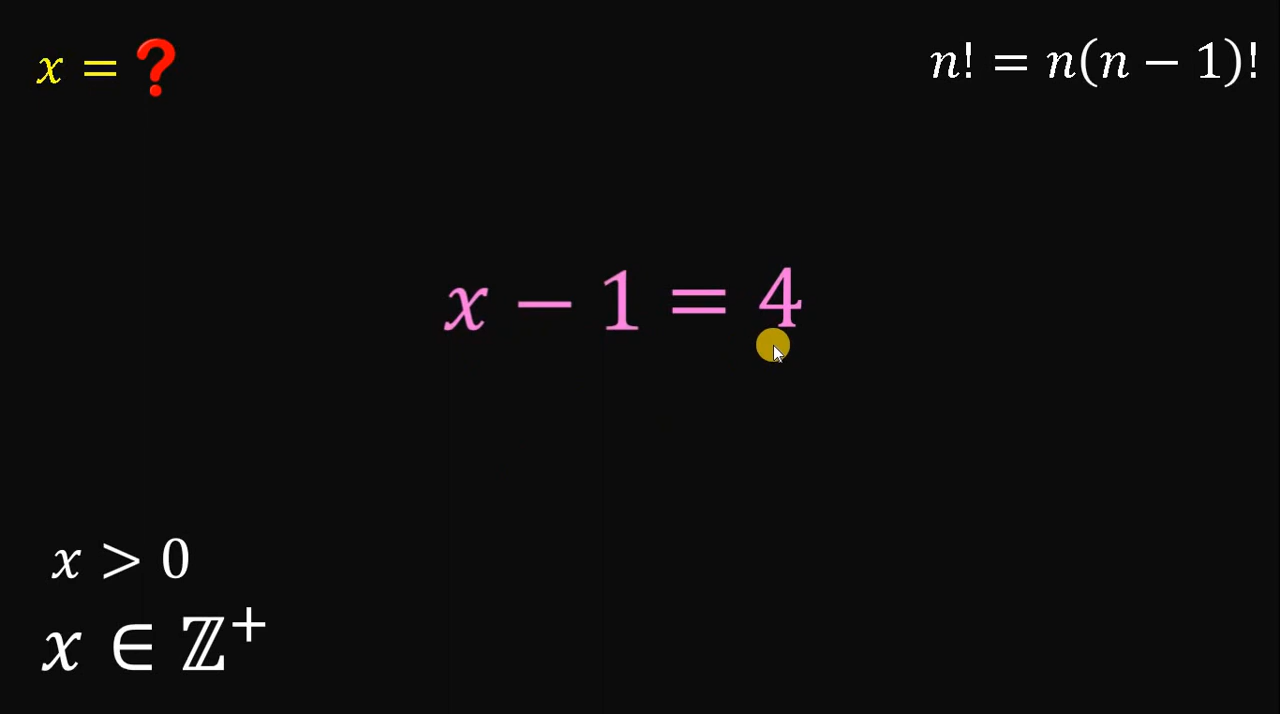 x = ❓
n! = n(n − 1)!
x − 1 = 4
x > 0
x ∈ ℤ⁺